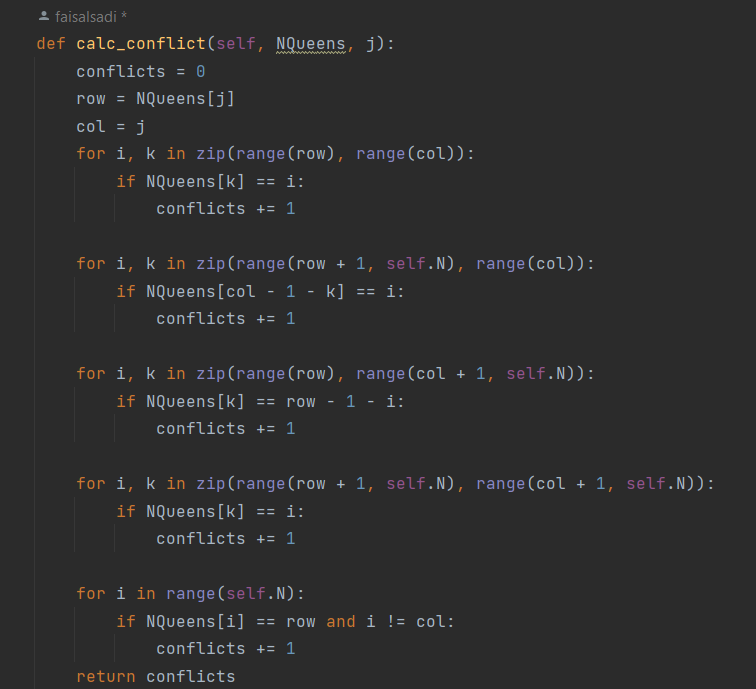 faisalsadi *
def calc_conflict(self, NQueens, j):
    conflicts = 0
    row = NQueens[j]
    col = j
    for i, k in zip(range(row), range(col)):
        if NQueens[k] == i:
            conflicts += 1

    for i, k in zip(range(row + 1, self.N), range(col)):
        if NQueens[col - 1 - k] == i:
            conflicts += 1

    for i, k in zip(range(row), range(col + 1, self.N)):
        if NQueens[k] == row - 1 - i:
            conflicts += 1

    for i, k in zip(range(row + 1, self.N), range(col + 1, self.N)):
        if NQueens[k] == i:
            conflicts += 1

    for i in range(self.N):
        if NQueens[i] == row and i != col:
            conflicts += 1
    return conflicts